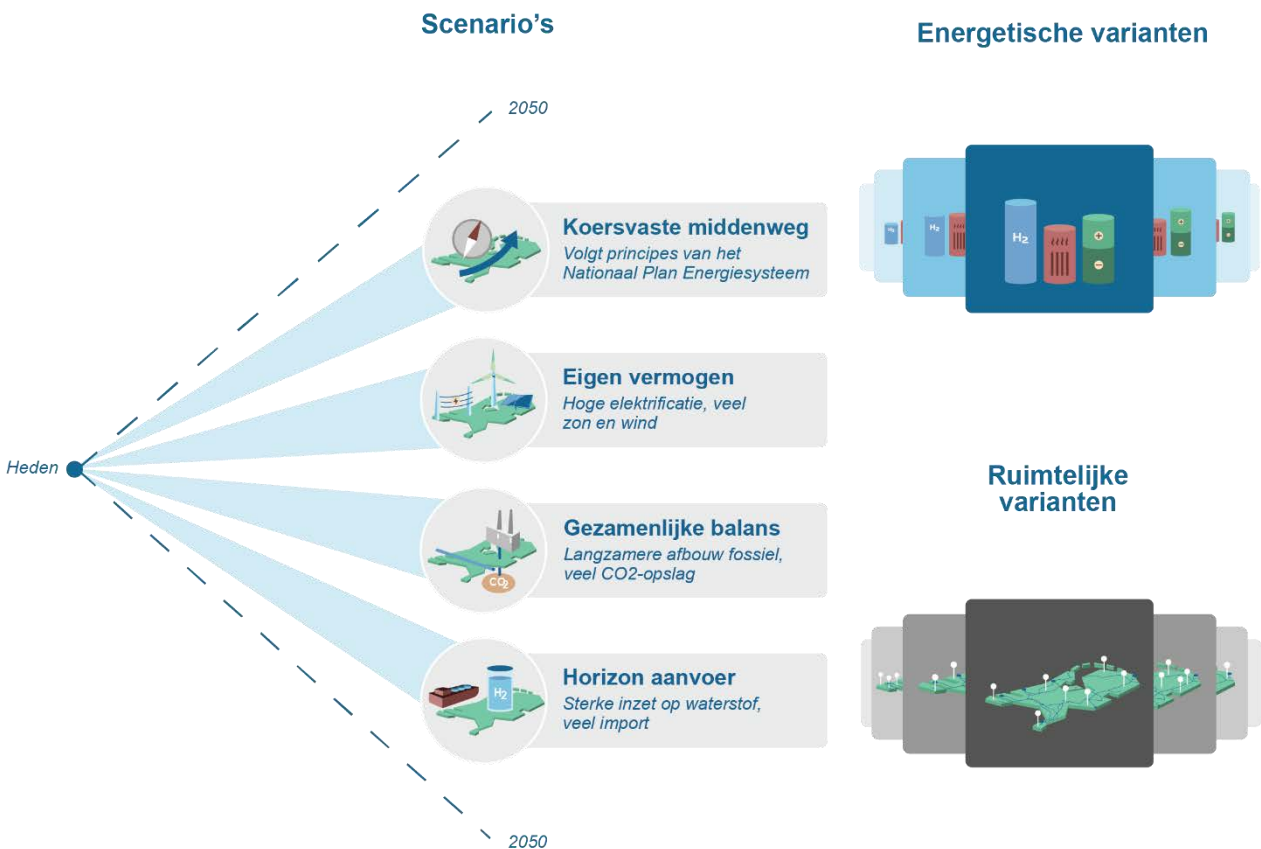 Scenario's
Energetische varianten
2050
Koersvaste middenweg
Volgt principes van het
Nationaal Plan Energiesysteem
H₂
H₂
H₂
Eigen vermogen
Hoge elektrificatie, veel
zon en wind
Heden
Ruimtelijke
varianten
Gezamenlijke balans
Langzamere afbouw fossiel,
veel CO2-opslag
CO₂
Horizon aanvoer
Sterke inzet op waterstof,
veel import
H₂
2050